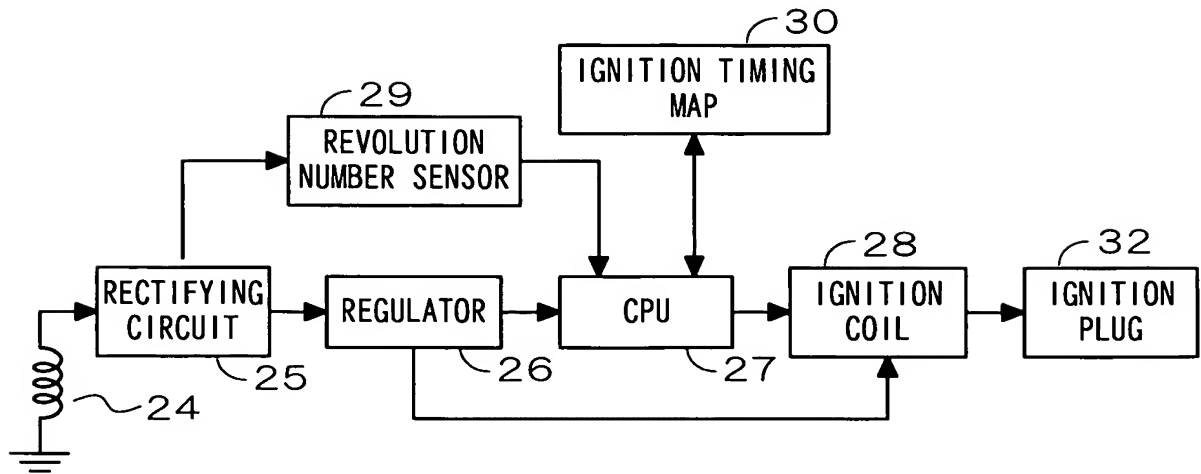 30
IGNITION TIMING
MAP
29
REVOLUTION
NUMBER SENSOR
28
32
RECTIFYING
CIRCUIT
REGULATOR
CPU
IGNITION
COIL
IGNITION
PLUG
25
26
27
24